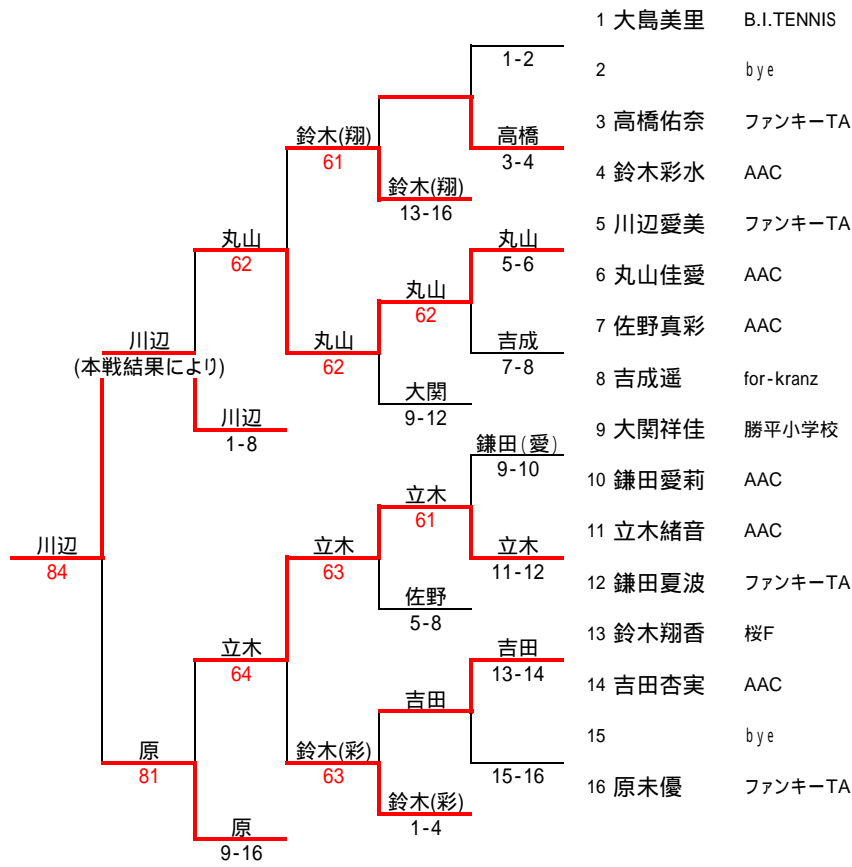 1 大島美里 B.I.TENNIS
1-2
2 bye
鈴木(翔)
61
高橋
3-4
3 高橋佑奈 ファンキーTA
4 鈴木彩水 AAC
鈴木(翔)
13-16
5 川辺愛美 ファンキーTA
丸山
62
丸山
5-6
6 丸山佳愛 AAC
丸山
62
7 佐野真彩 AAC
川辺
(本戦結果により)
丸山
62
吉成
7-8
8 吉成遥 for-kranz
大関
9-12
川辺
1-8
9 大関祥佳 勝平小学校
鎌田(愛)
9-10
10 鎌田愛莉 AAC
立木
61
11 立木緒音 AAC
川辺
84
立木
63
立木
11-12
12 鎌田夏波 ファンキーTA
佐野
5-8
13 鈴木翔香 桜F
立木
64
吉田
13-14
14 吉田杏実 AAC
吉田
15 bye
原
81
鈴木(彩)
63
15-16
16 原未優 ファンキーTA
鈴木(彩)
1-4
原
9-16